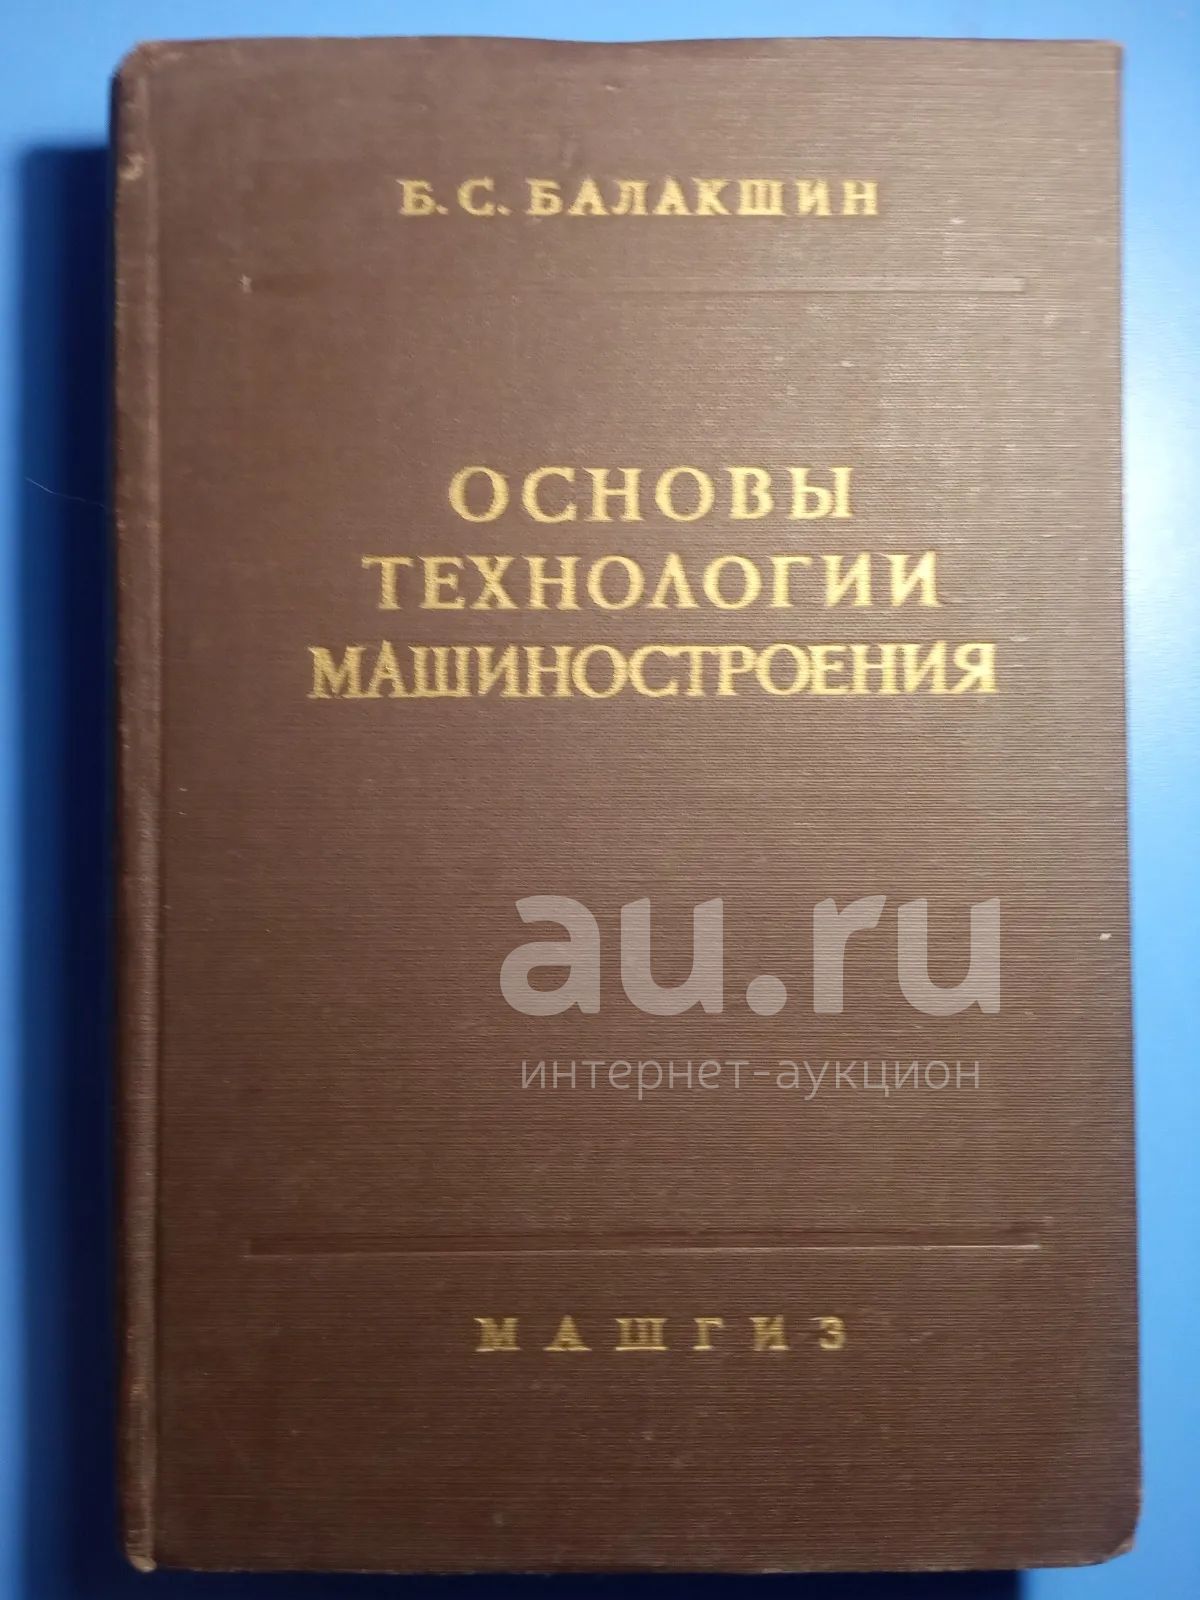 Б. С. БАЛАКШИН
ОСНОВЫ
ТЕХНОЛОГИИ
МАШИНОСТРОЕНИЯ
au.ru
интернет-аукцион
МАШГИЗ